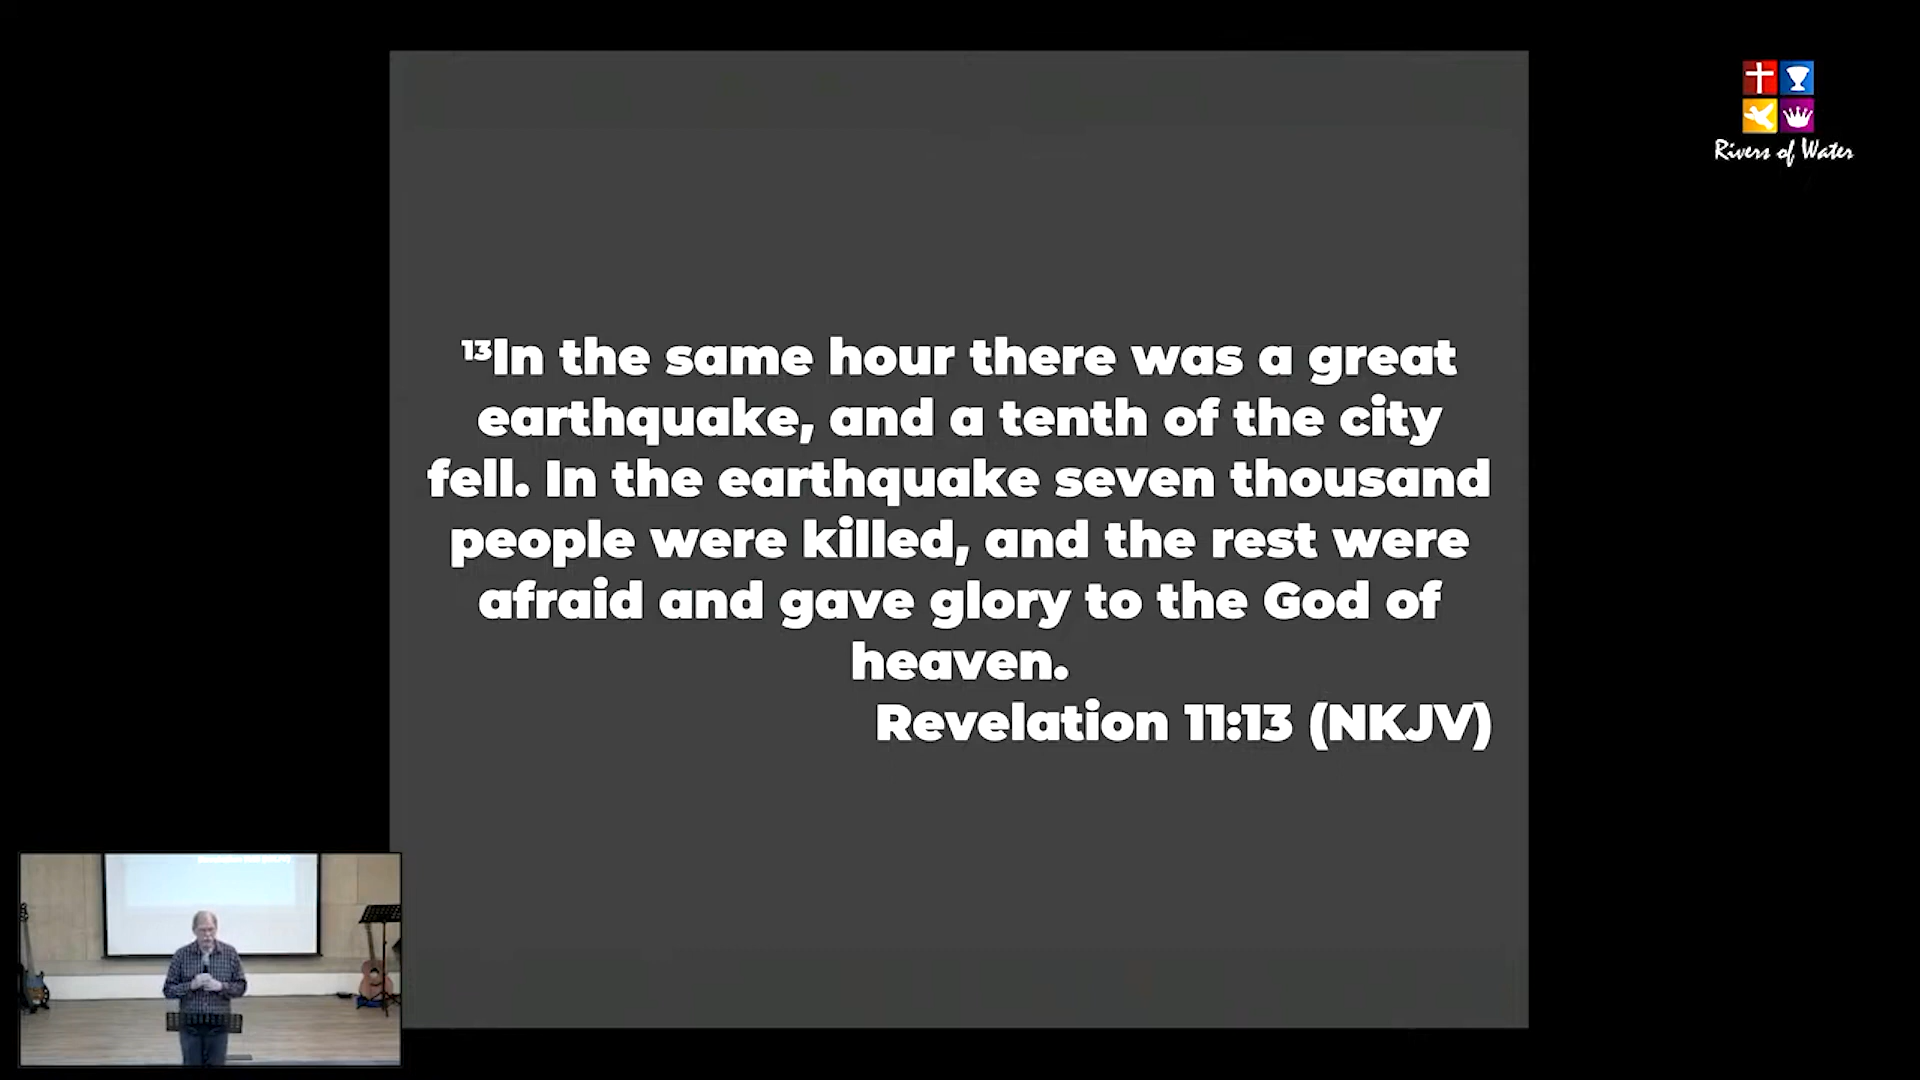 ¹³In the same hour there was a great
earthquake, and a tenth of the city
fell. In the earthquake seven thousand
people were killed, and the rest were
afraid and gave glory to the God of
heaven.
Revelation 11:13 (NKJV)
Rivers of Water